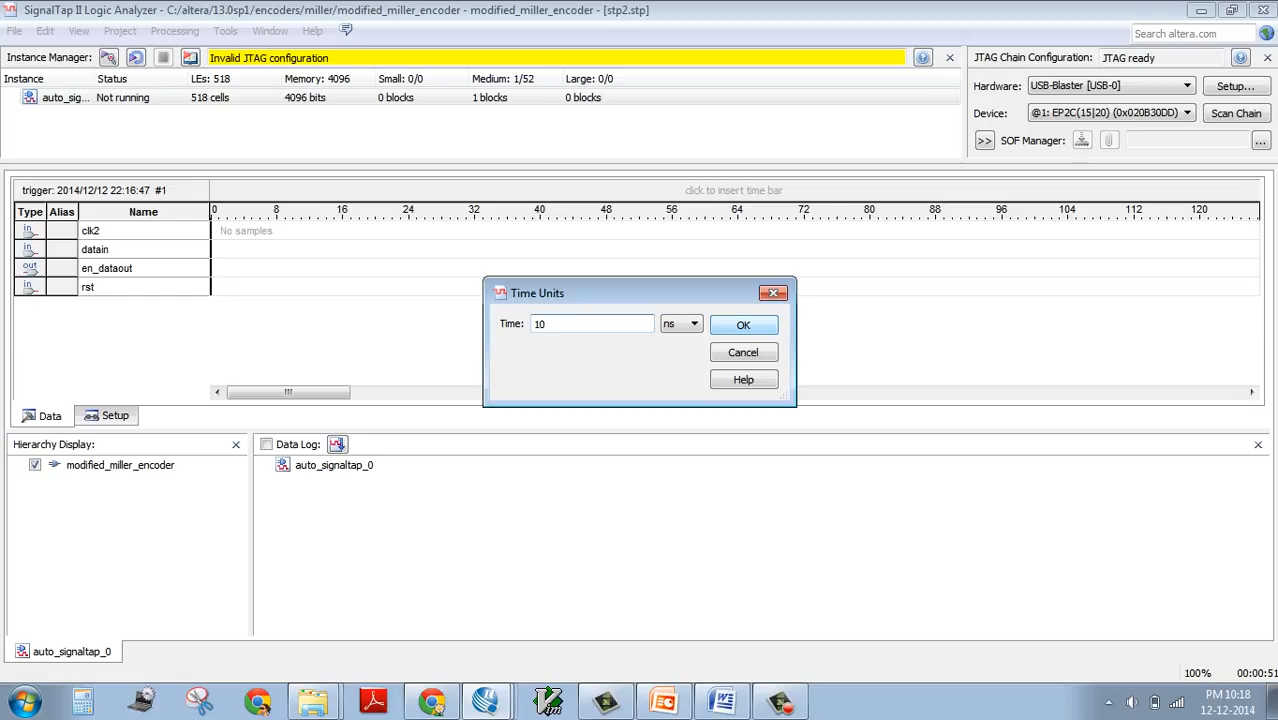 SignalTap II Logic Analyzer - C:/altera/13.0sp1/encoders/miller/modified_miller_encoder - modified_miller_encoder - [stp2.stp]
File Edit View Project Processing Tools Window Help
Search altera.com
Instance Manager: Invalid JTAG configuration
JTAG Chain Configuration: JTAG ready
Instance Status LEs: 518 Memory: 4096 Small: 0/0 Medium: 1/52 Large: 0/0
auto_sig... Not running 518 cells 4096 bits 0 blocks 1 blocks 0 blocks
Hardware: USB-Blaster [USB-0] Setup...
Device: @1: EP2C(15|20) (0x020B30DD) Scan Chain
>> SOF Manager: ...
trigger: 2014/12/12 22:16:47 #1
click to insert time bar
Type Alias Name
0 8 16 24 32 40 48 56 64 72 80 88 96 104 112 120
in clk2 No samples
in datain
out en_dataout
in rst
Time Units
Time: 10 ns OK
Cancel
Help
Data Setup
Hierarchy Display:
modified_miller_encoder
Data Log:
auto_signaltap_0
auto_signaltap_0
100% 00:00:51
PM 10:18
12-12-2014